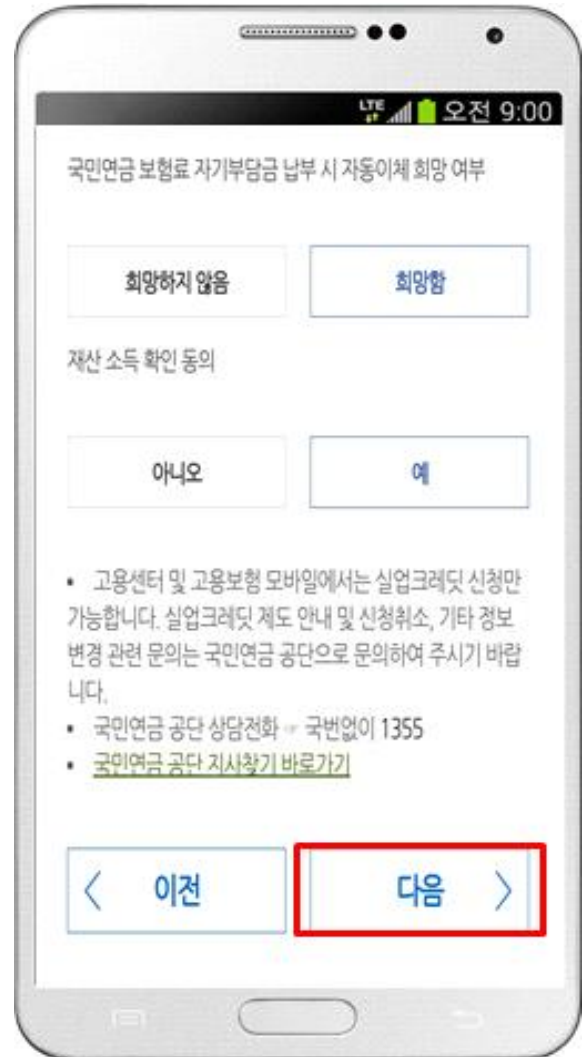 LTE 오전 9:00
국민연금 보험료 자기부담금 납부 시 자동이체 희망 여부
희망하지 않음 희망함
재산 소득 확인 동의
아니오 예
• 고용센터 및 고용보험 모바일에서는 실업크레딧 신청만
가능합니다. 실업크레딧 제도 안내 및 신청취소, 기타 정보
변경 관련 문의는 국민연금 공단으로 문의하여 주시기 바랍
니다.
• 국민연금 공단 상담전화 ☞ 국번없이 1355
• 국민연금 공단 지사찾기 바로가기
< 이전 다음 >